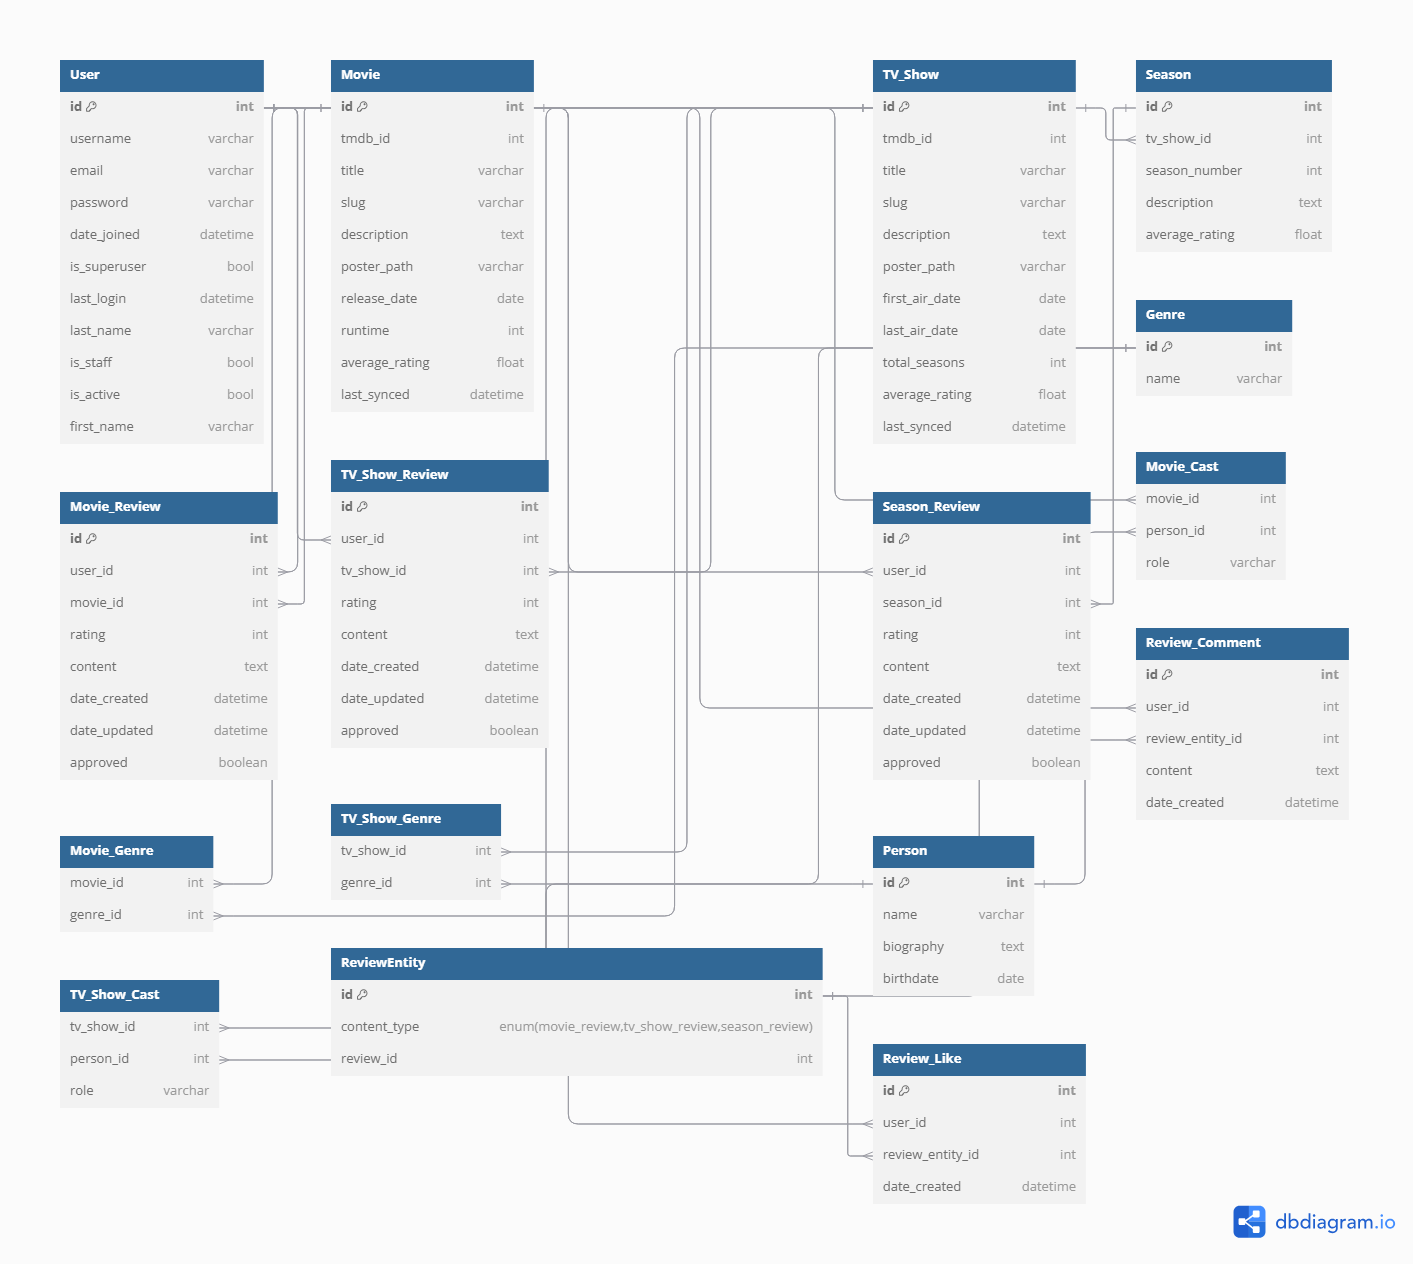 User
id int
username varchar
email varchar
password varchar
date_joined datetime
is_superuser bool
last_login datetime
last_name varchar
is_staff bool
is_active bool
first_name varchar
Movie
id int
tmdb_id int
title varchar
slug varchar
description text
poster_path varchar
release_date date
runtime int
average_rating float
last_synced datetime
TV_Show
id int
tmdb_id int
title varchar
slug varchar
description text
poster_path varchar
first_air_date date
last_air_date date
total_seasons int
average_rating float
last_synced datetime
Season
id int
tv_show_id int
season_number int
description text
average_rating float
Genre
id int
name varchar
Movie_Cast
movie_id int
person_id int
role varchar
Movie_Review
id int
user_id int
movie_id int
rating int
content text
date_created datetime
date_updated datetime
approved boolean
TV_Show_Review
id int
user_id int
tv_show_id int
rating int
content text
date_created datetime
date_updated datetime
approved boolean
Season_Review
id int
user_id int
season_id int
rating int
content text
date_created datetime
date_updated datetime
approved boolean
Review_Comment
id int
user_id int
review_entity_id int
content text
date_created datetime
Movie_Genre
movie_id int
genre_id int
TV_Show_Genre
tv_show_id int
genre_id int
Person
id int
name varchar
biography text
birthdate date
TV_Show_Cast
tv_show_id int
person_id int
role varchar
ReviewEntity
id int
content_type enum(movie_review,tv_show_review,season_review)
review_id int
Review_Like
id int
user_id int
review_entity_id int
date_created datetime
dbdiagram.io